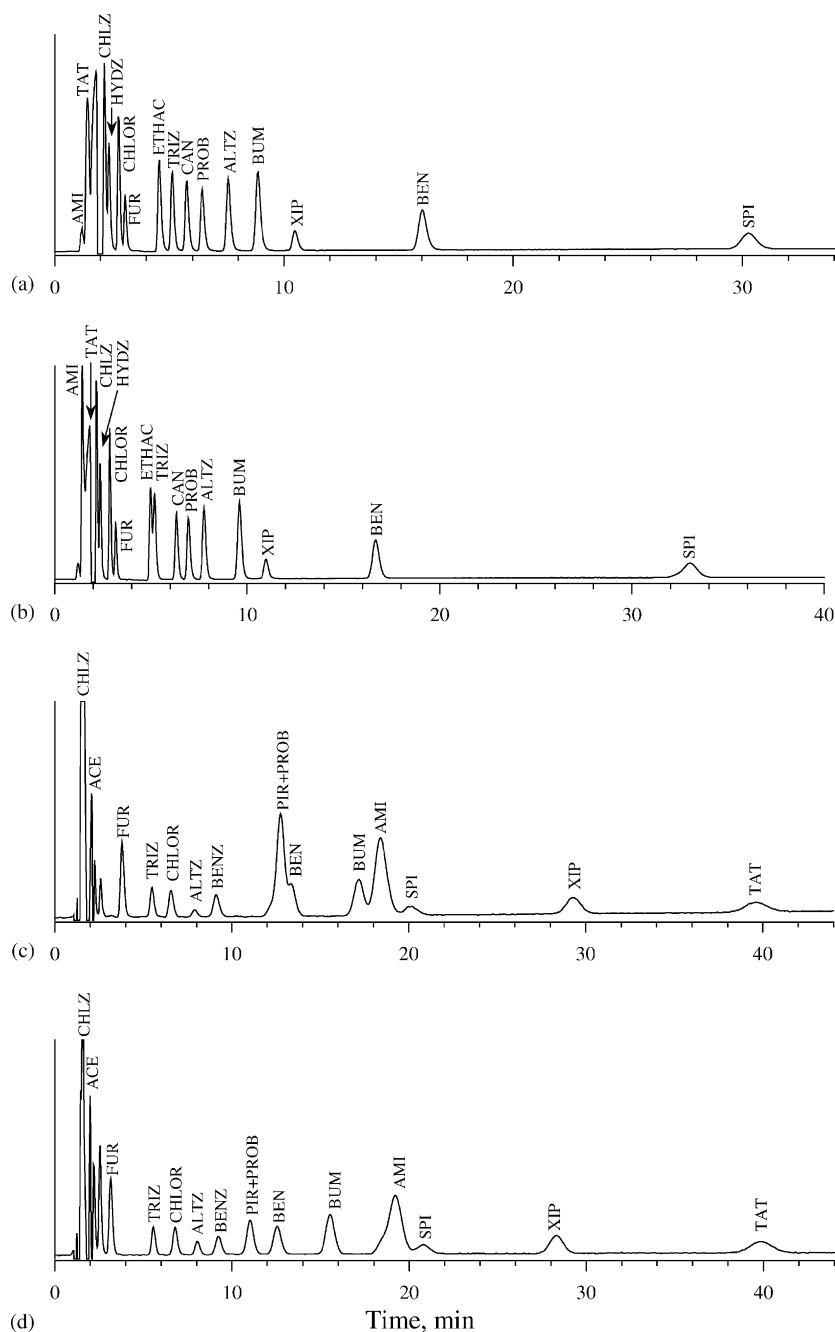 AMI
TAT
CHLZ
HYDZ
CHLOR
FUR
ETHAC
TRIZ
CAN
PROB
ALTZ
BUM
XIP
BEN
SPI
(a)
0 10 20 30
AMI
TAT
CHLZ
HYDZ
CHLOR
FUR
ETHAC
TRIZ
CAN
PROB
ALTZ
BUM
XIP
BEN
SPI
(b)
0 10 20 30 40
CHLZ
ACE
FUR
TRIZ
CHLOR
ALTZ
BENZ
PIR+PROB
BEN
BUM
AMI
SPI
XIP
TAT
(c)
0 10 20 30 40
CHLZ
ACE
FUR
TRIZ
CHLOR
ALTZ
BENZ
PIR+PROB
BEN
BUM
AMI
SPI
XIP
TAT
0 10 20 30 40
(d)
Time, min